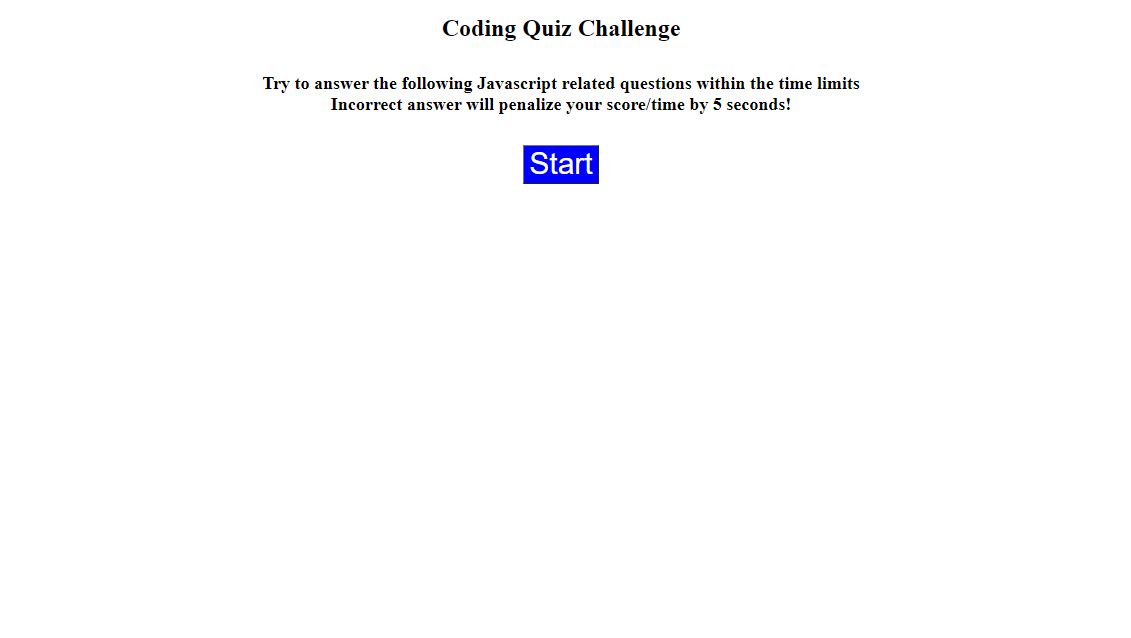 Coding Quiz Challenge
Try to answer the following Javascript related questions within the time limits
Incorrect answer will penalize your score/time by 5 seconds!
Start